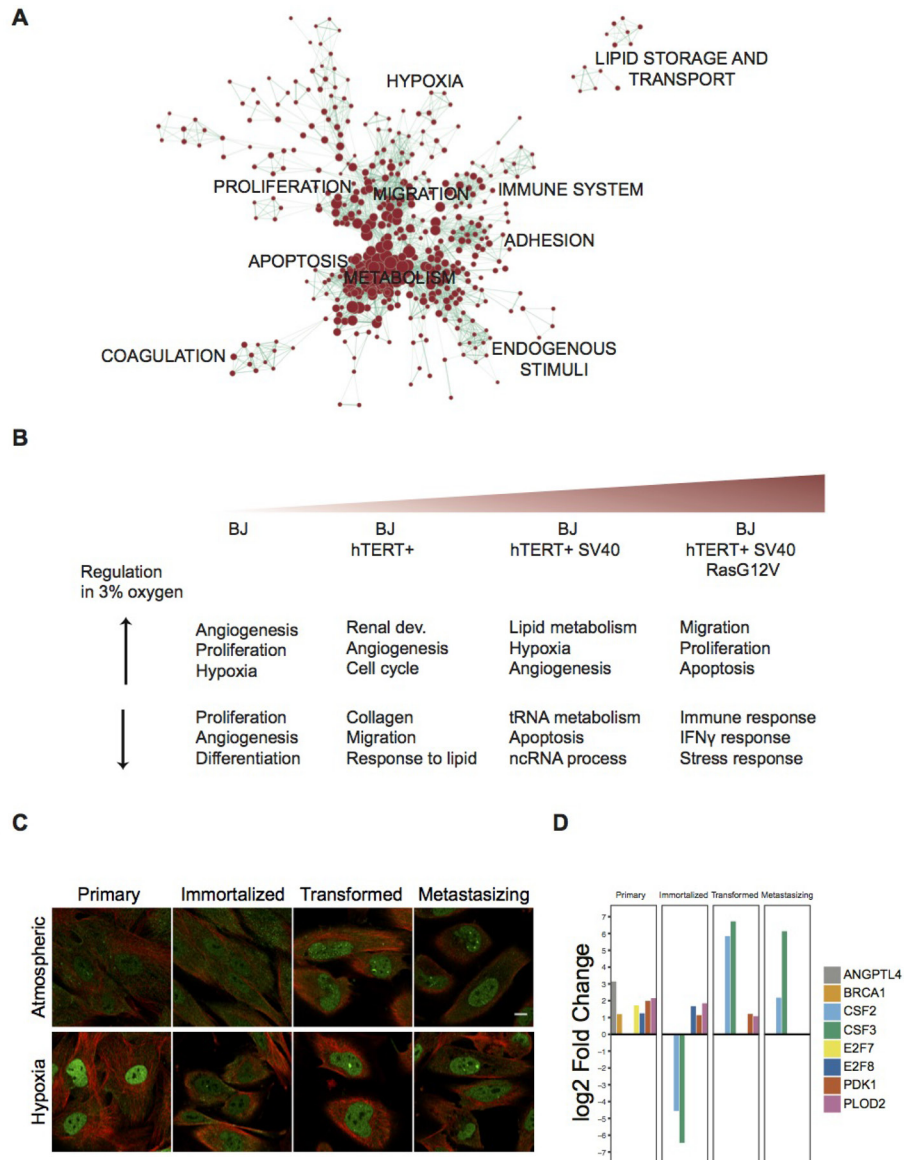 A
LIPID STORAGE AND
TRANSPORT
HYPOXIA
PROLIFERATION
MIGRATION
IMMUNE SYSTEM
ADHESION
APOPTOSIS
METABOLISM
COAGULATION
ENDOGENOUS
STIMULI
B
BJ
BJ
hTERT+
BJ
hTERT+ SV40
BJ
hTERT+ SV40
RasG12V
Regulation
in 3% oxygen
Angiogenesis
Proliferation
Hypoxia
Renal dev.
Angiogenesis
Cell cycle
Lipid metabolism
Hypoxia
Angiogenesis
Migration
Proliferation
Apoptosis
Proliferation
Angiogenesis
Differentiation
Collagen
Migration
Response to lipid
tRNA metabolism
Apoptosis
ncRNA process
Immune response
IFNγ response
Stress response
C
Primary
Immortalized
Transformed
Metastasizing
Atmospheric
Hypoxia
D
Primary
Immortalized
Transformed
Metastasizing
log2 Fold Change
7
6
5
4
3
2
1
0
-1
-2
-3
-4
-5
-6
-7
ANGPTL4
BRCA1
CSF2
CSF3
E2F7
E2F8
PDK1
PLOD2